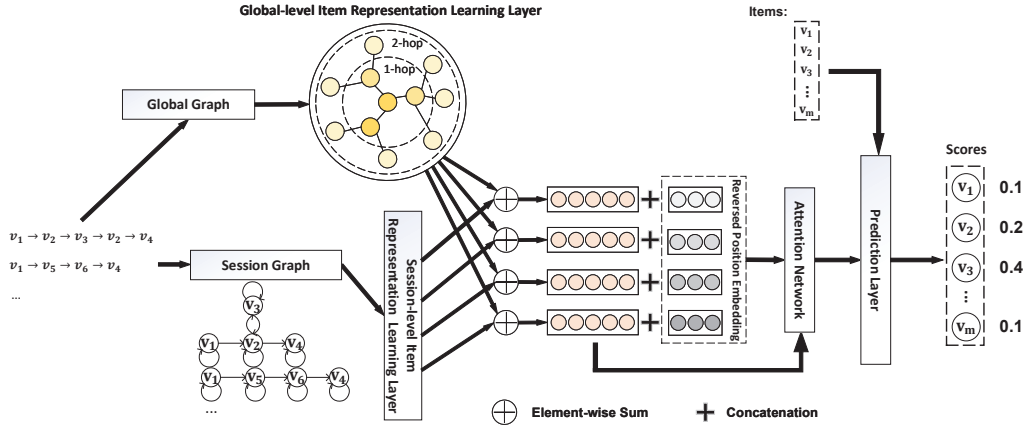 Global-level Item Representation Learning Layer
2-hop
1-hop
Global Graph
Items:
v₁
v₂
v₃
...
vₘ
v₁ → v₂ → v₃ → v₂ → v₄
v₁ → v₅ → v₆ → v₄
...
Session Graph
v₃
v₁ v₂ v₄
v₁ v₅ v₆ v₄
...
Session-level Item
Representation Learning Layer
Reversed Position Embedding
Attention Network
Prediction Layer
Scores
v₁ 0.1
v₂ 0.2
v₃ 0.4
...
vₘ 0.1
Element-wise Sum
Concatenation